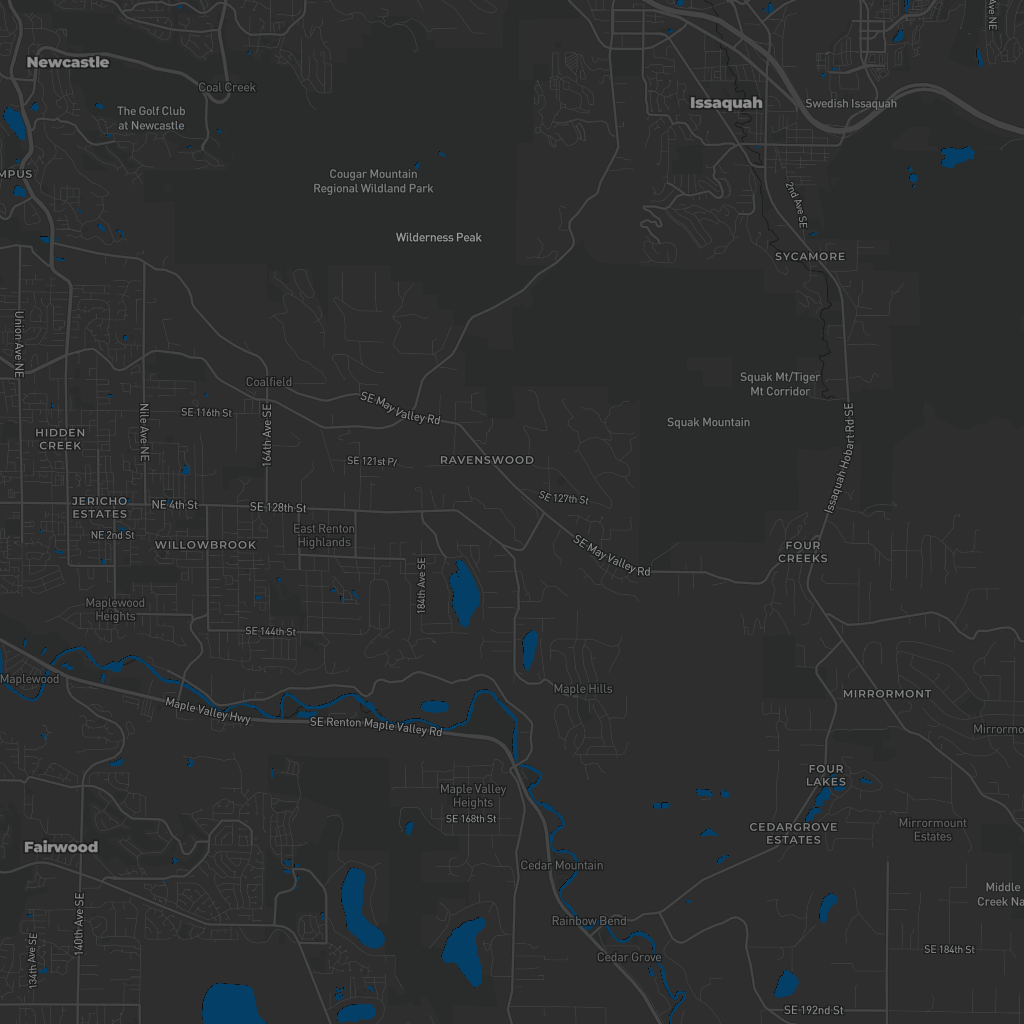 Newcastle
Coal Creek
The Golf Club
at Newcastle
Issaquah
Swedish Issaquah
Ave NE
MPUS
Cougar Mountain
Regional Wildland Park
Wilderness Peak
2nd Ave SE
SYCAMORE
Union Ave NE
Coalfield
SE May Valley Rd
SE 116th St
Nile Ave NE
164th Ave SE
Squak Mt/Tiger
Mt Corridor
Squak Mountain
Issaquah Hobart Rd SE
HIDDEN
CREEK
SE 121st Pl
RAVENSWOOD
SE 127th St
JERICHO
ESTATES
NE 4th St
SE 128th St
NE 2nd St
WILLOWBROOK
East Renton
Highlands
SE May Valley Rd
FOUR
CREEKS
184th Ave SE
Maplewood
Heights
SE 144th St
Maplewood
Maple Valley Hwy
SE Renton Maple Valley Rd
Maple Hills
MIRRORMONT
Mirrormo
FOUR
LAKES
Maple Valley
Heights
SE 168th St
CEDARGROVE
ESTATES
Mirrormount
Estates
Fairwood
Cedar Mountain
Middle
Creek Na
140th Ave SE
134th Ave SE
Rainbow Bend
Cedar Grove
SE 184th St
SE 192nd St